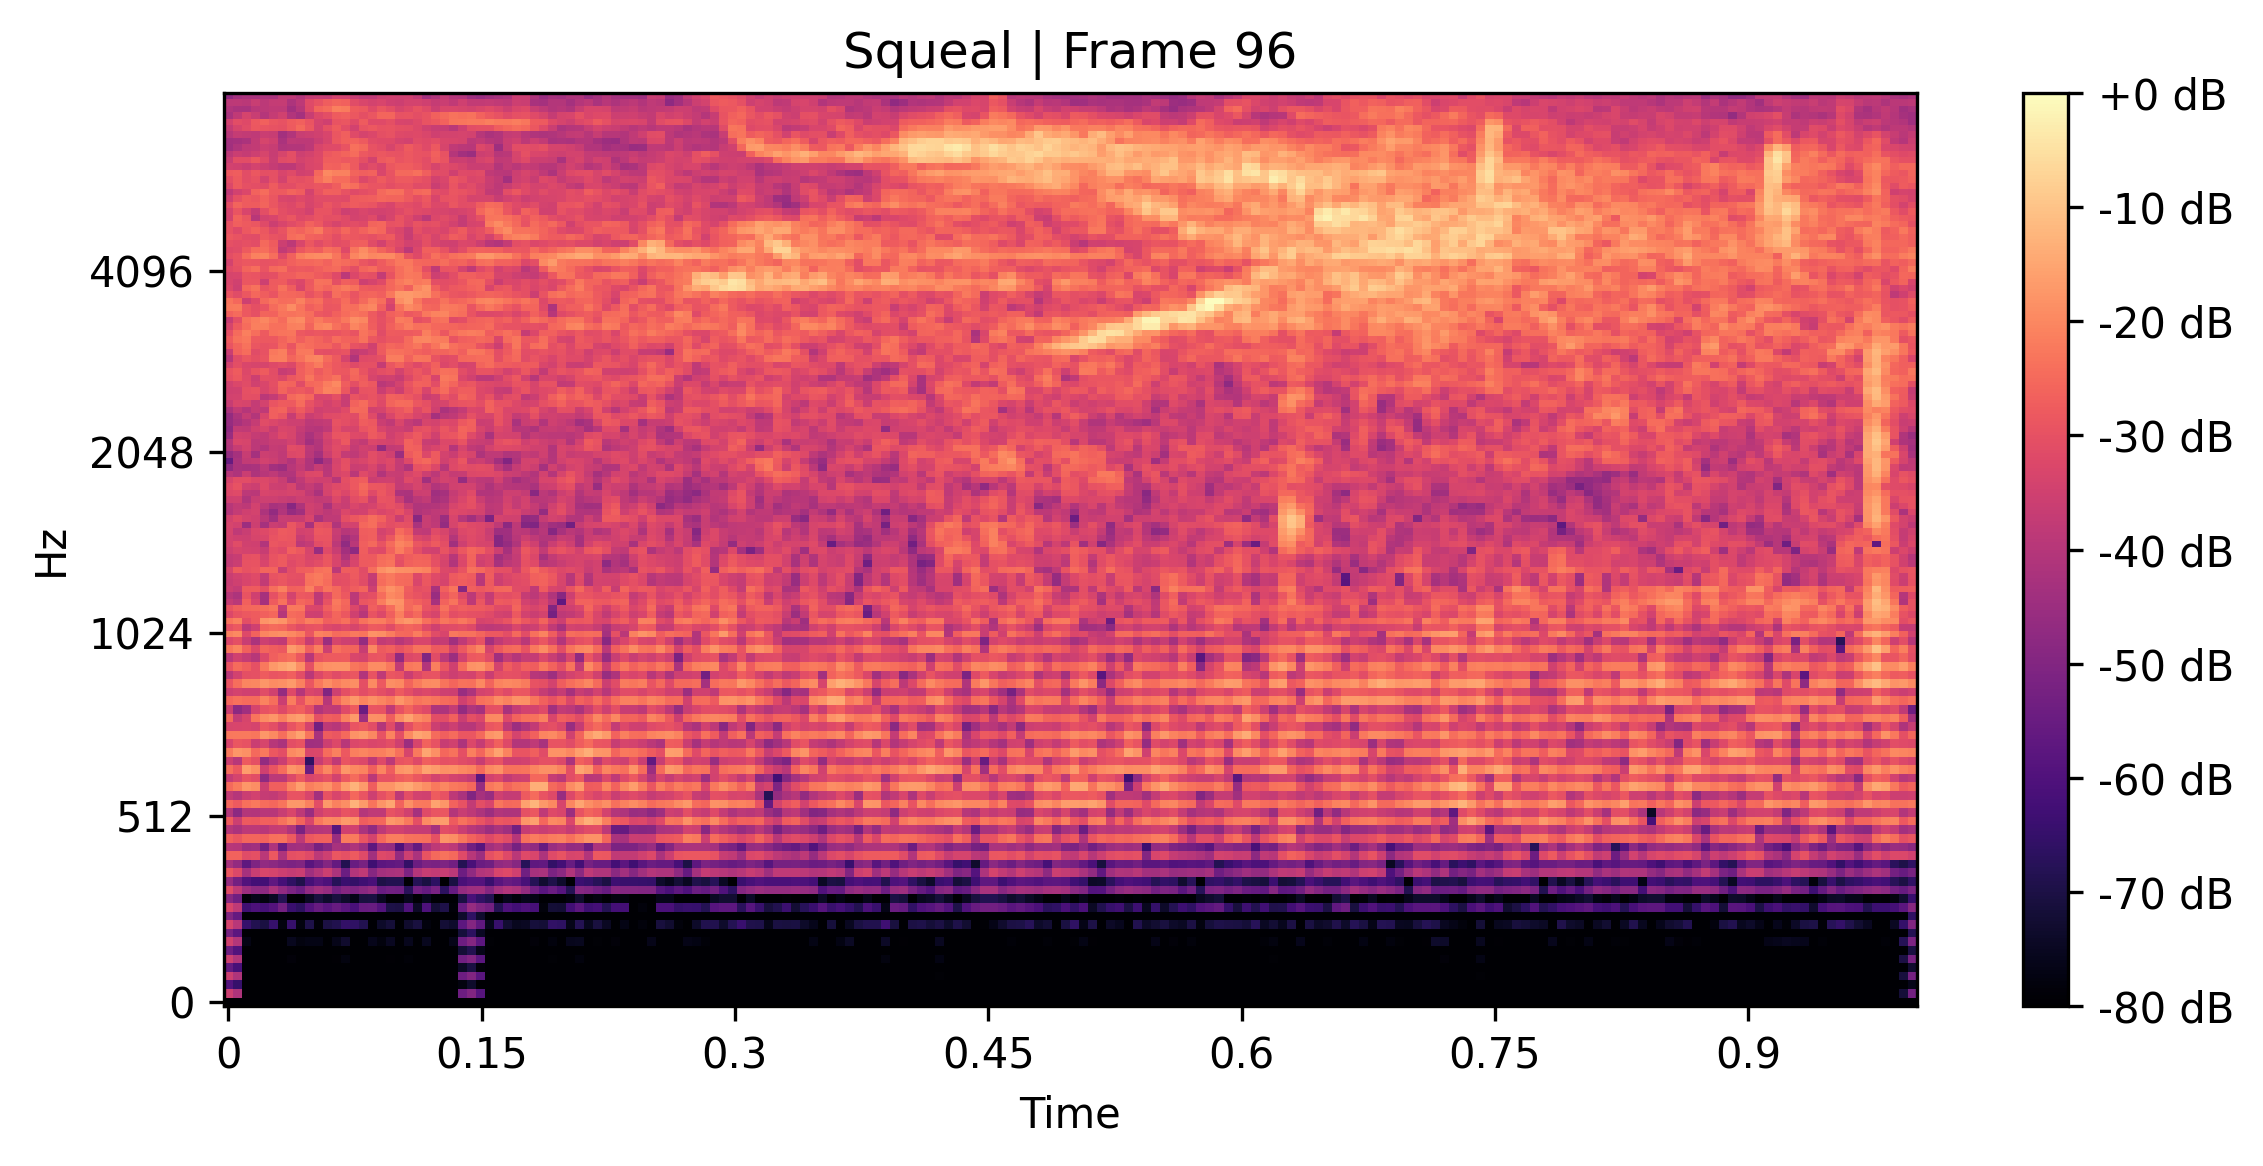 Squeal | Frame 96
Hz
4096
2048
1024
512
0
0 0.15 0.3 0.45 0.6 0.75 0.9
Time
+0 dB
-10 dB
-20 dB
-30 dB
-40 dB
-50 dB
-60 dB
-70 dB
-80 dB